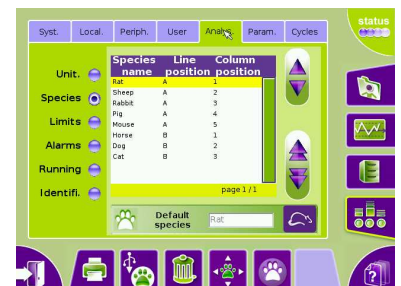 status
Syst. Local. Periph. User Analys. Param. Cycles
Species name Line position Column position
Unit.
Species
Limits
Alarms
Running
Identifi.
Rat A 1
Sheep A 2
Rabbit A 3
Pig A 4
Mouse A 5
Horse B 1
Dog B 2
Cat B 3
page 1/1
Default species Rat